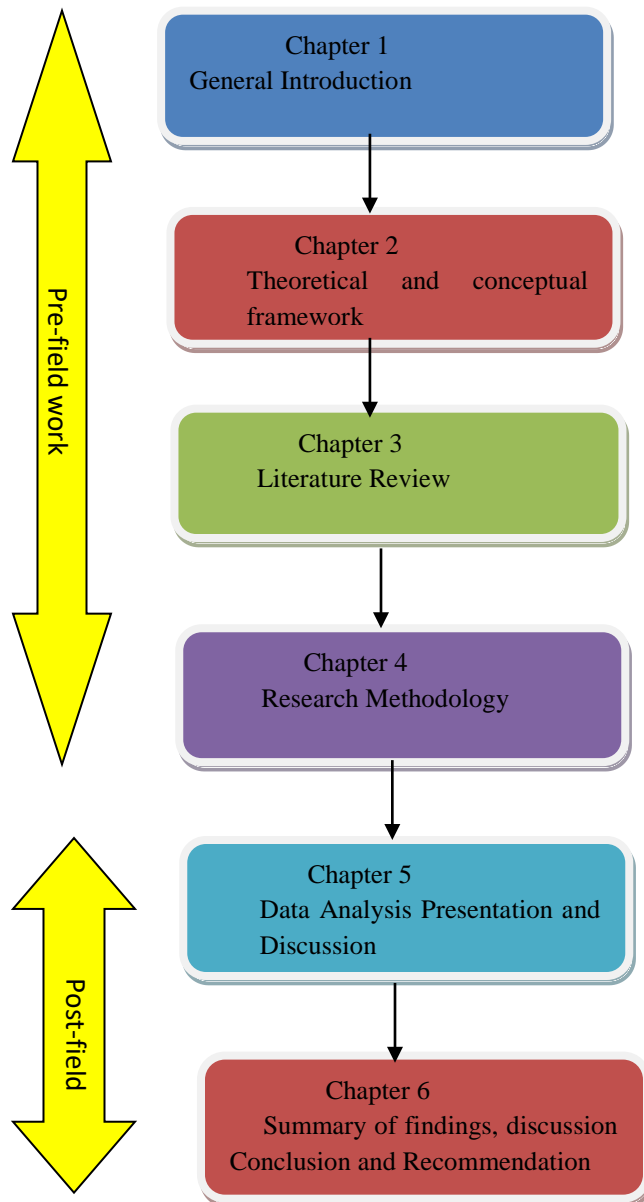 Chapter 1
General Introduction
Chapter 2
Theoretical and conceptual
framework
Pre-field work
Chapter 3
Literature Review
Chapter 4
Research Methodology
Chapter 5
Data Analysis Presentation and
Discussion
Post-field
Chapter 6
Summary of findings, discussion
Conclusion and Recommendation